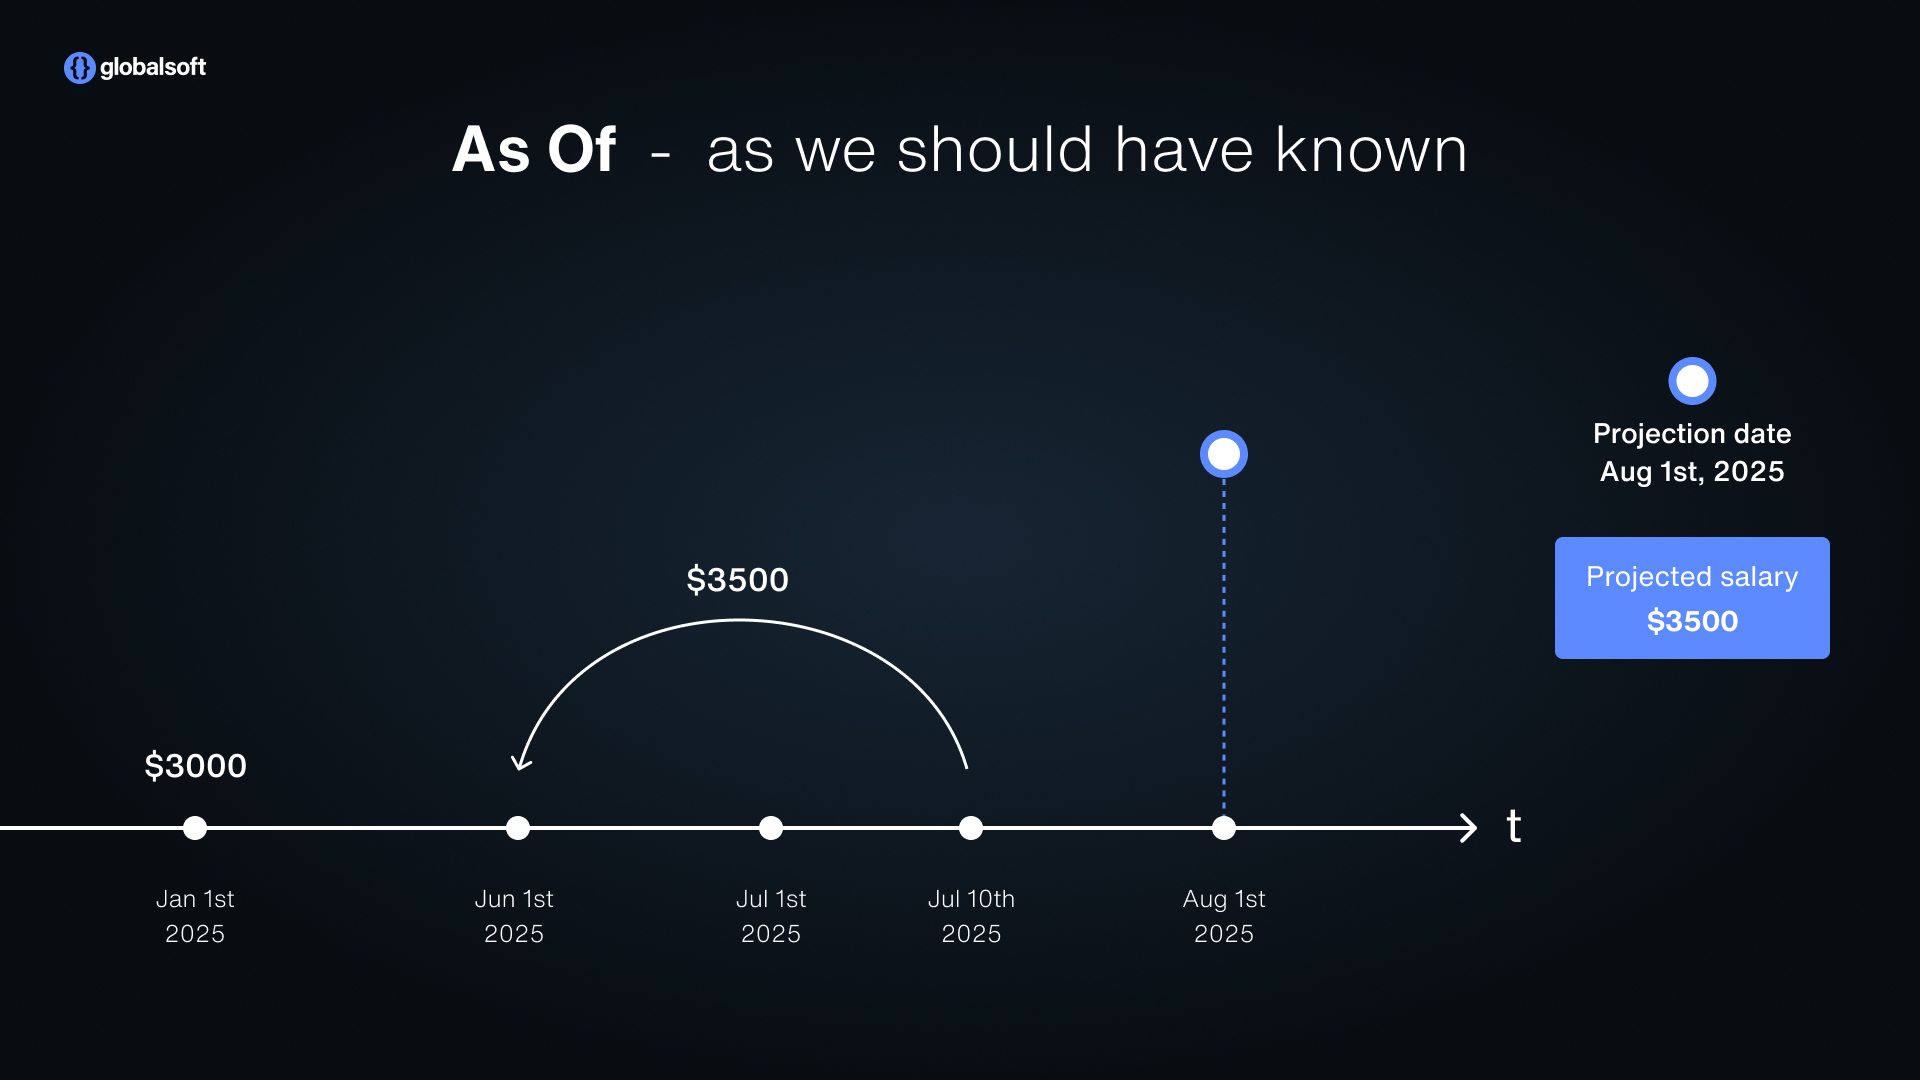 globalsoft
As Of - as we should have known
Projection date
Aug 1st, 2025
$3500
Projected salary
$3500
$3000
t
Jan 1st
2025
Jun 1st
2025
Jul 1st
2025
Jul 10th
2025
Aug 1st
2025